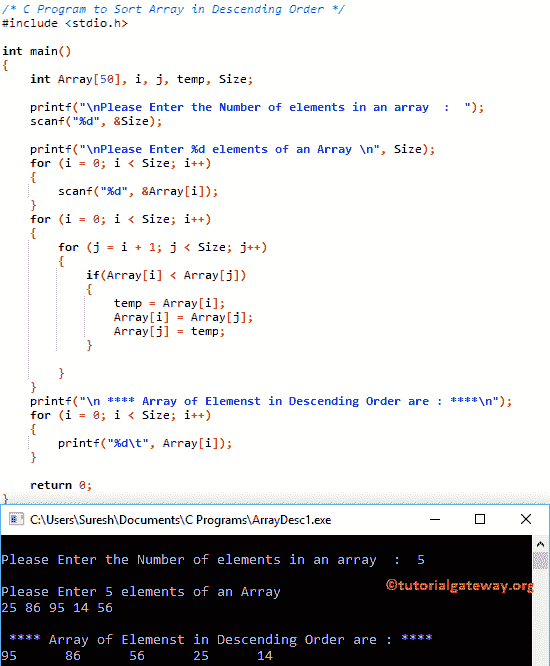 /* C Program to Sort Array in Descending Order */
#include <stdio.h>

int main()
{
    int Array[50], i, j, temp, Size;

    printf("\nPlease Enter the Number of elements in an array  :  ");
    scanf("%d", &Size);

    printf("\nPlease Enter %d elements of an Array \n", Size);
    for (i = 0; i < Size; i++)
    {
        scanf("%d", &Array[i]);
    }
    for (i = 0; i < Size; i++)
    {
        for (j = i + 1; j < Size; j++)
        {
            if(Array[i] < Array[j])
            {
                temp = Array[i];
                Array[i] = Array[j];
                Array[j] = temp;
            }

        }
    }
    printf("\n **** Array of Elemenst in Descending Order are : ****\n");
    for (i = 0; i < Size; i++)
    {
        printf("%d\t", Array[i]);
    }

    return 0;
}
C:\Users\Suresh\Documents\C Programs\ArrayDesc1.exe
Please Enter the Number of elements in an array  :  5
©tutorialgateway.org
Please Enter 5 elements of an Array
25 86 95 14 56

 **** Array of Elemenst in Descending Order are : ****
95      86      56      25      14